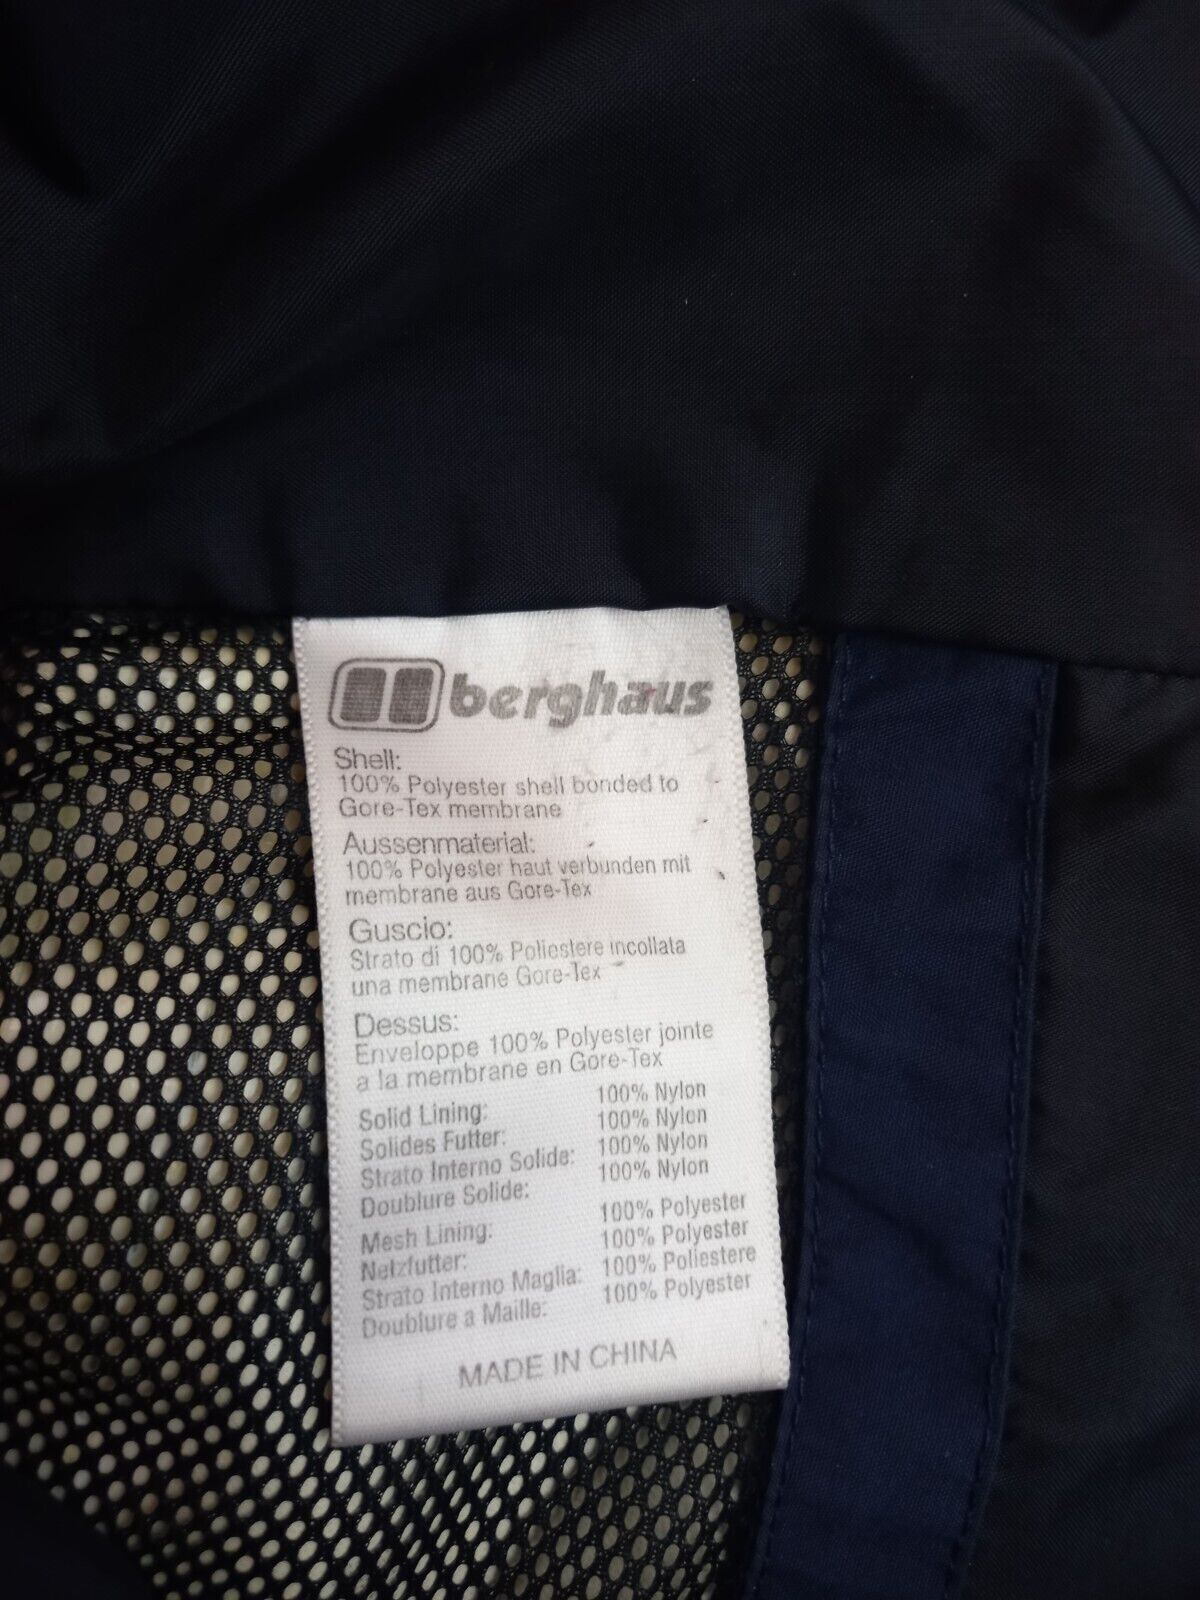 berghaus
Shell:
100% Polyester shell bonded to
Gore-Tex membrane
Aussenmaterial:
100% Polyester haut verbunden mit
membrane aus Gore-Tex
Guscio:
Strato di 100% Poliestere incollata
una membrane Gore-Tex
Dessus:
Enveloppe 100% Polyester jointe
a la membrane en Gore-Tex
Solid Lining: 100% Nylon
Solides Futter: 100% Nylon
Strato Interno Solide: 100% Nylon
Doublure Solide: 100% Nylon
Mesh Lining: 100% Polyester
Netzfutter: 100% Polyester
Strato Interno Maglia: 100% Poliestere
Doublure a Maille: 100% Polyester
MADE IN CHINA